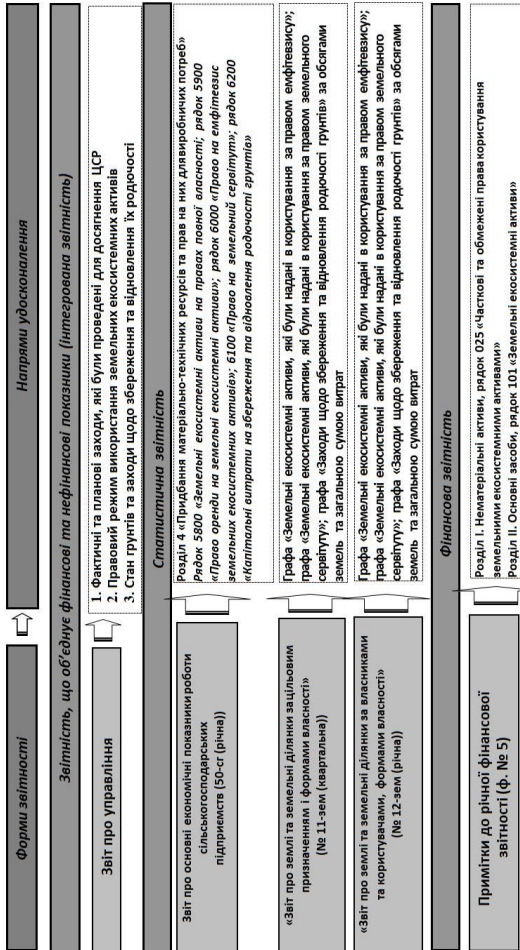 Форми звітності
Напрями удосконалення
Звітність, що об’єднує фінансові та нефінансові показники (інтегрована звітність)
Звіт про управління
1. Фактичні та планові заходи, які були проведені для досягнення ЦСР
2. Правовий режим використання земельних екосистемних активів
3. Стан ґрунтів та заходи щодо збереження та відновлення їх родючості
Статистична звітність
Звіт про основні економічні показники роботи
сільськогосподарських
підприємств (50-сг (річна))
Розділ 4 «Придбання матеріально-технічних ресурсів та прав на них длявиробничих потреб»
Рядок 5800 «Земельні екосистемні активи на правах повної власності; рядок 5900
«Право оренди на земельні екосистемні активи»; рядок 6000 «Право на емфітевзис
земельних екосистемних активів»; 6100 «Право на земельний сервітут»; рядок 6200
«Капітальні витрати на збереження та відновлення родючості ґрунтів»
«Звіт про землі та земельні ділянки зацільовим
призначенням і формами власності»
(№ 11-зем (квартальна))
Графа «Земельні екосистемні активи, які були надані в користування за правом емфітевзису»;
графа «Земельні екосистемні активи, які були надані в користування за правом земельного
сервітуту»; графа «Заходи щодо збереження та відновлення родючості ґрунтів» за обсягами
земель та загальною сумою витрат
«Звіт про землі та земельні ділянки за власниками
та користувачами, формами власності»
(№ 12-зем (річна))
Графа «Земельні екосистемні активи, які були надані в користування за правом емфітевзису»;
графа «Земельні екосистемні активи, які були надані в користування за правом земельного
сервітуту»; графа «Заходи щодо збереження та відновлення родючості ґрунтів» за обсягами
земель та загальною сумою витрат
Фінансова звітність
Примітки до річної фінансової
звітності (ф. № 5)
Розділ I. Нематеріальні активи, рядок 025 «Часткові та обмежені права користування
земельними екосистемними активами»
Розділ II. Основні засоби, рядок 101 «Земельні екосистемні активи»